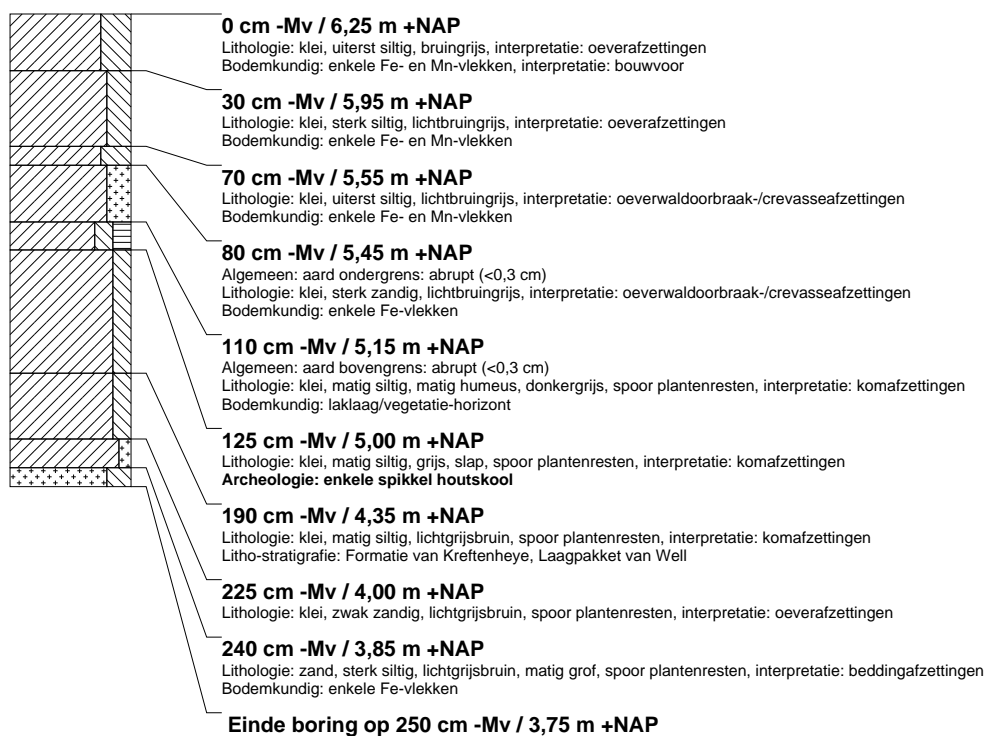 0 cm -Mv / 6,25 m +NAP
Lithologie: klei, uiterst siltig, bruingrijs, interpretatie: oeverafzettingen
Bodemkundig: enkele Fe- en Mn-vlekken, interpretatie: bouwvoor
30 cm -Mv / 5,95 m +NAP
Lithologie: klei, sterk siltig, lichtbruingrijs, interpretatie: oeverafzettingen
Bodemkundig: enkele Fe- en Mn-vlekken
70 cm -Mv / 5,55 m +NAP
Lithologie: klei, uiterst siltig, lichtbruingrijs, interpretatie: oeverwaldoorbraak-/crevasseafzettingen
Bodemkundig: enkele Fe- en Mn-vlekken
80 cm -Mv / 5,45 m +NAP
Algemeen: aard ondergrens: abrupt (<0,3 cm)
Lithologie: klei, sterk zandig, lichtbruingrijs, interpretatie: oeverwaldoorbraak-/crevasseafzettingen
Bodemkundig: enkele Fe-vlekken
110 cm -Mv / 5,15 m +NAP
Algemeen: aard bovengrens: abrupt (<0,3 cm)
Lithologie: klei, matig siltig, matig humeus, donkergrijs, spoor plantenresten, interpretatie: komafzettingen
Bodemkundig: laklaag/vegetatie-horizont
125 cm -Mv / 5,00 m +NAP
Lithologie: klei, matig siltig, grijs, slap, spoor plantenresten, interpretatie: komafzettingen
Archeologie: enkele spikkel houtskool
190 cm -Mv / 4,35 m +NAP
Lithologie: klei, matig siltig, lichtgrijsbruin, spoor plantenresten, interpretatie: komafzettingen
Litho-stratigrafie: Formatie van Kreftenheye, Laagpakket van Well
225 cm -Mv / 4,00 m +NAP
Lithologie: klei, zwak zandig, lichtgrijsbruin, spoor plantenresten, interpretatie: oeverafzettingen
240 cm -Mv / 3,85 m +NAP
Lithologie: zand, sterk siltig, lichtgrijsbruin, matig grof, spoor plantenresten, interpretatie: beddingafzettingen
Bodemkundig: enkele Fe-vlekken
Einde boring op 250 cm -Mv / 3,75 m +NAP